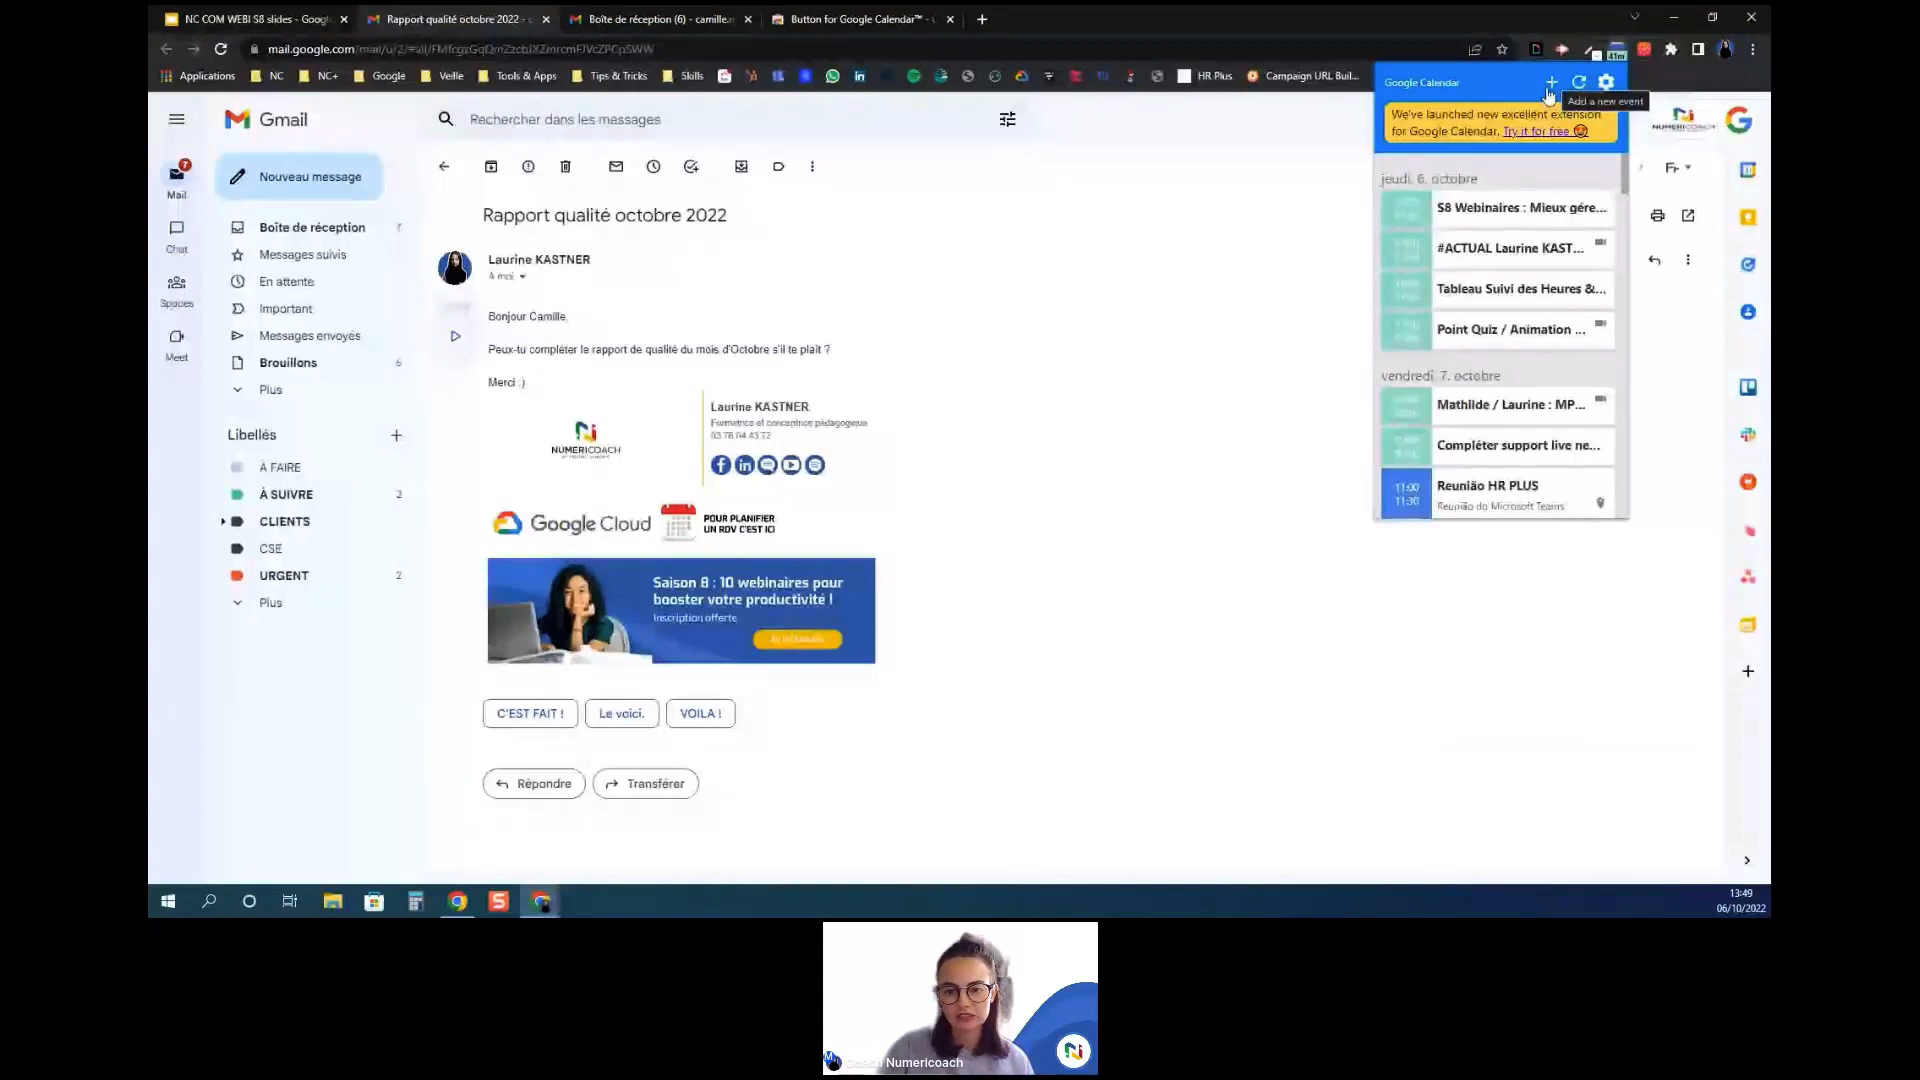 NC COM WEBI S8 slides - Googl
Rapport qualité octobre 2022 -
Boîte de réception (6) - camille.
Button for Google Calendar™ -
mail.google.com
Applications
NC
NC+
Google
Veille
Tools & Apps
Tips & Tricks
Skills
HR Plus
Campaign URL Buil...
41m
Google Calendar
Add a new event
We've launched new excellent extension
for Google Calendar. Try it for free
Gmail
Rechercher dans les messages
NUMERICOACH
7
Mail
Chat
Spaces
Meet
Nouveau message
Boîte de réception 7
Messages suivis
En attente
Important
Messages envoyés
Brouillons 6
Plus
Libellés
À FAIRE
À SUIVRE 2
CLIENTS
CSE
URGENT 2
Plus
Rapport qualité octobre 2022
Laurine KASTNER
À moi
Bonjour Camille,
Peux-tu compléter le rapport de qualité du mois d'Octobre s'il te plaît ?
Merci :)
NUMERICOACH
Laurine KASTNER
Formatrice et conceptrice pédagogique
Google Cloud
POUR PLANIFIER
UN RDV C'EST ICI
Saison 8 : 10 webinaires pour
booster votre productivité !
Inscription offerte
C'EST FAIT !
Le voici.
VOILA !
Répondre
Transférer
jeudi, 6. octobre
S8 Webinaires : Mieux gére...
#ACTUAL Laurine KAST...
Tableau Suivi des Heures &...
Point Quiz / Animation ...
vendredi, 7. octobre
Mathilde / Laurine : MP...
Compléter support live ne...
11:00
11:30
Reunião HR PLUS
Reunião do Microsoft Teams
Fr
13:49
06/10/2022
Numericoach